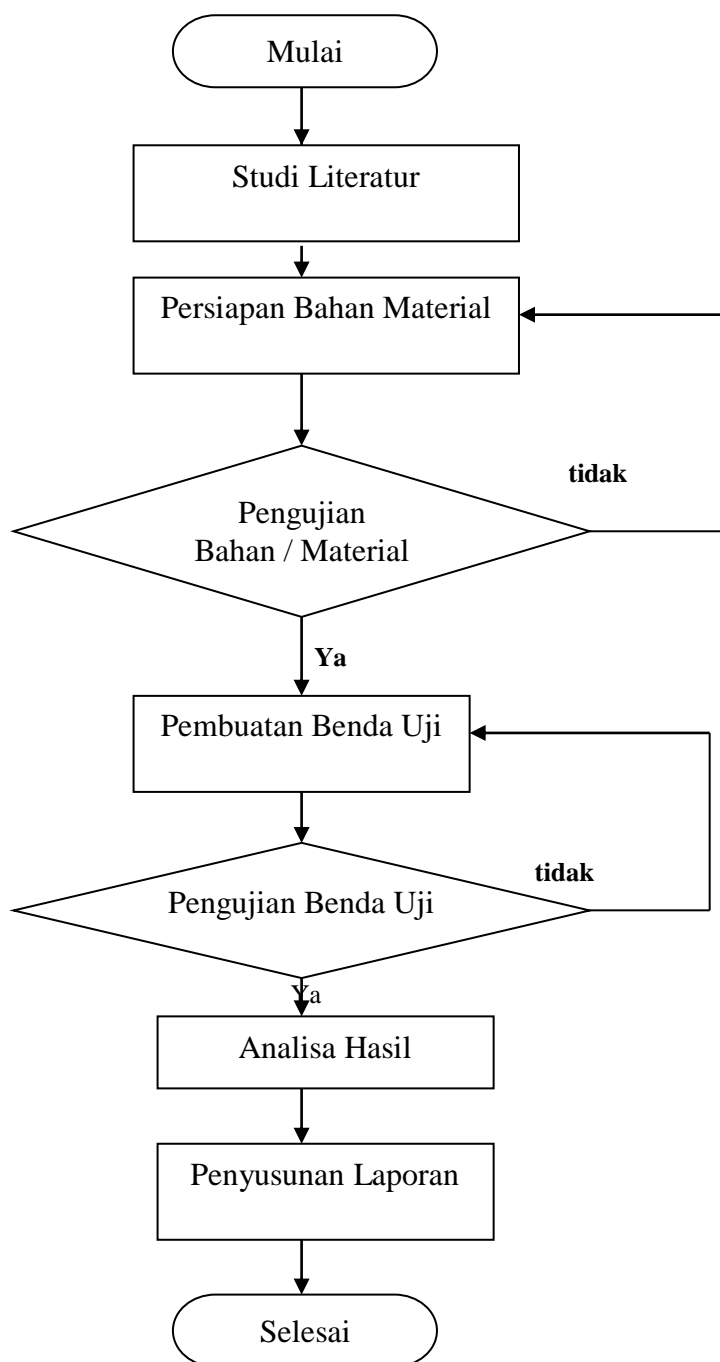 Mulai
Studi Literatur
Persiapan Bahan Material
tidak
Pengujian
Bahan / Material
Ya
Pembuatan Benda Uji
tidak
Pengujian Benda Uji
Ya
Analisa Hasil
Penyusunan Laporan
Selesai